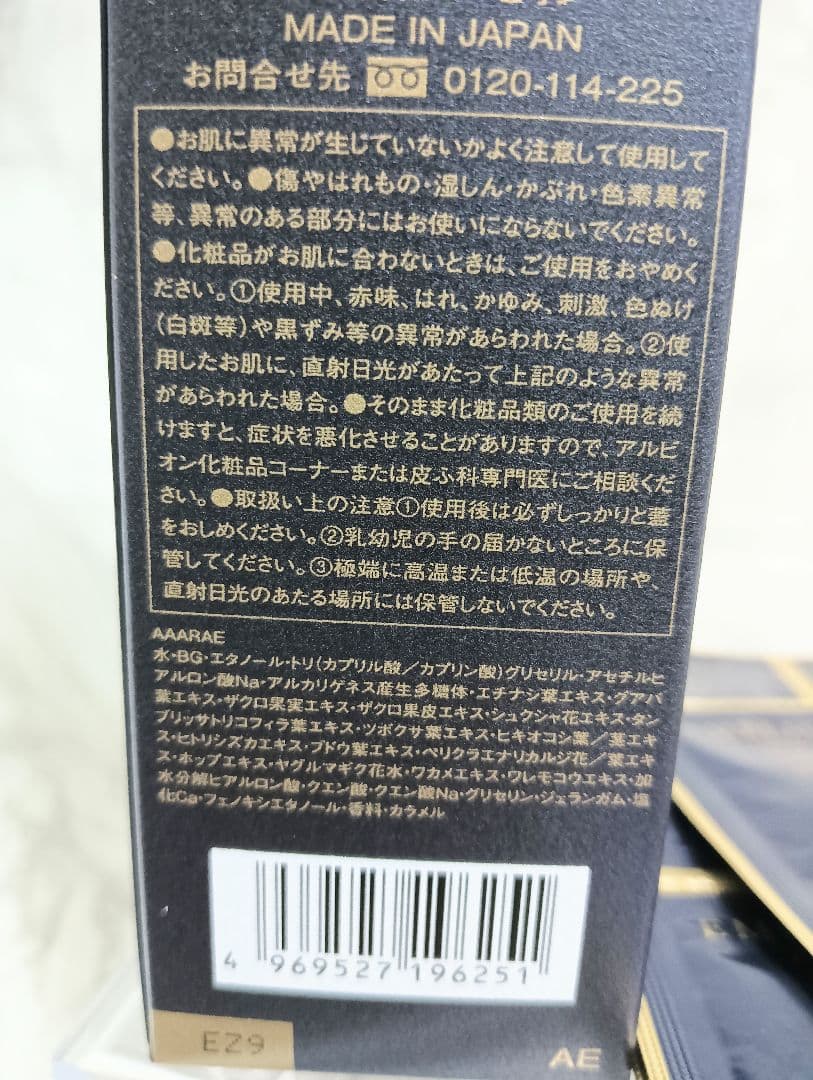 MADE IN JAPAN
お問合せ先 0120-114-225
●お肌に異常が生じていないかよく注意して使用して
ください。●傷やはれもの・湿しん・かぶれ・色素異常
等、異常のある部分にはお使いにならないでください。
●化粧品がお肌に合わないときは、ご使用をおやめく
ださい。①使用中、赤味、はれ、かゆみ、刺激、色ぬけ
(白斑等)や黒ずみ等の異常があらわれた場合。②使
用したお肌に、直射日光があたって上記のような異常
があらわれた場合。●そのまま化粧品類のご使用を続
けますと、症状を悪化させることがありますので、アルビ
オン化粧品コーナーまたは皮ふ科専門医にご相談くだ
さい。●取扱い上の注意①使用後は必ずしっかりと蓋
をおしめください。②乳幼児の手の届かないところに保
管してください。③極端に高温または低温の場所や、
直射日光のあたる場所には保管しないでください。
AAARAE
水・BG・エタノール・トリ(カプリル酸/カプリン酸)グリセリル・アセチルヒ
アルロン酸Na・アルカリゲネス産生多糖体・エチナシ葉エキス・グアバ
葉エキス・ザクロ果実エキス・ザクロ果皮エキス・シュクシャ花エキス・タン
ブリッサトリコフィラ葉エキス・ツボクサ葉エキス・ヒキオコシ葉/茎エキ
ス・ヒトリシズカエキス・ブドウ葉エキス・ペリクラエナリカルジ花/葉エキ
ス・ホップエキス・ヤグルマギク花水・ワカメエキス・ワレモコウエキス・加
水分解ヒアルロン酸・クエン酸・クエン酸Na・グリセリン・ジェランガム・塩
化Ca・フェノキシエタノール・香料・カラメル
4 969527 196251
EZ9
AE